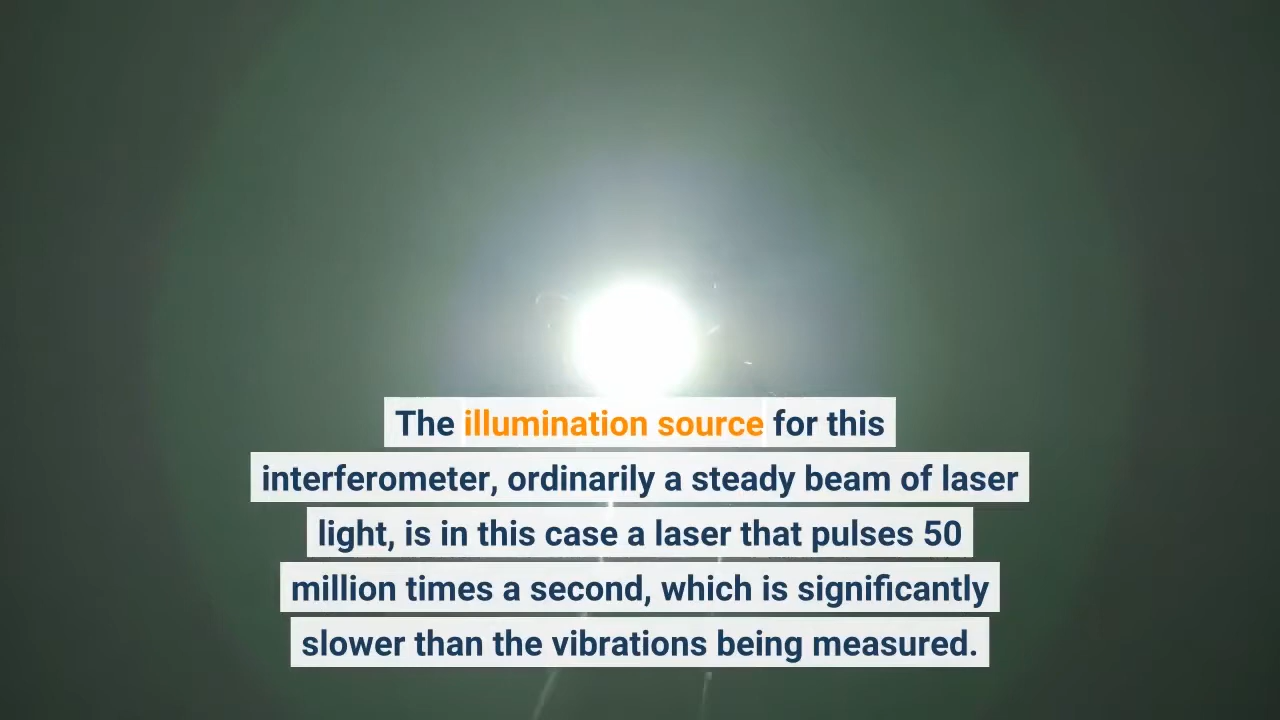 The illumination source for this
interferometer, ordinarily a steady beam of laser
light, is in this case a laser that pulses 50
million times a second, which is significantly
slower than the vibrations being measured.